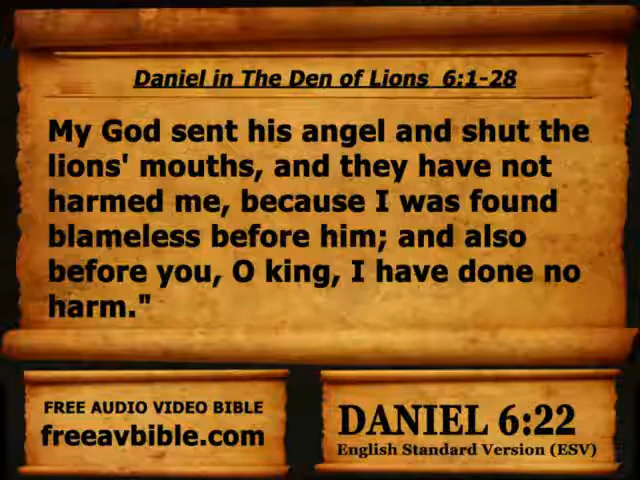 Daniel in The Den of Lions 6:1-28
My God sent his angel and shut the
lions' mouths, and they have not
harmed me, because I was found
blameless before him; and also
before you, O king, I have done no
harm."
FREE AUDIO VIDEO BIBLE
freeavbible.com
DANIEL 6:22
English Standard Version (ESV)